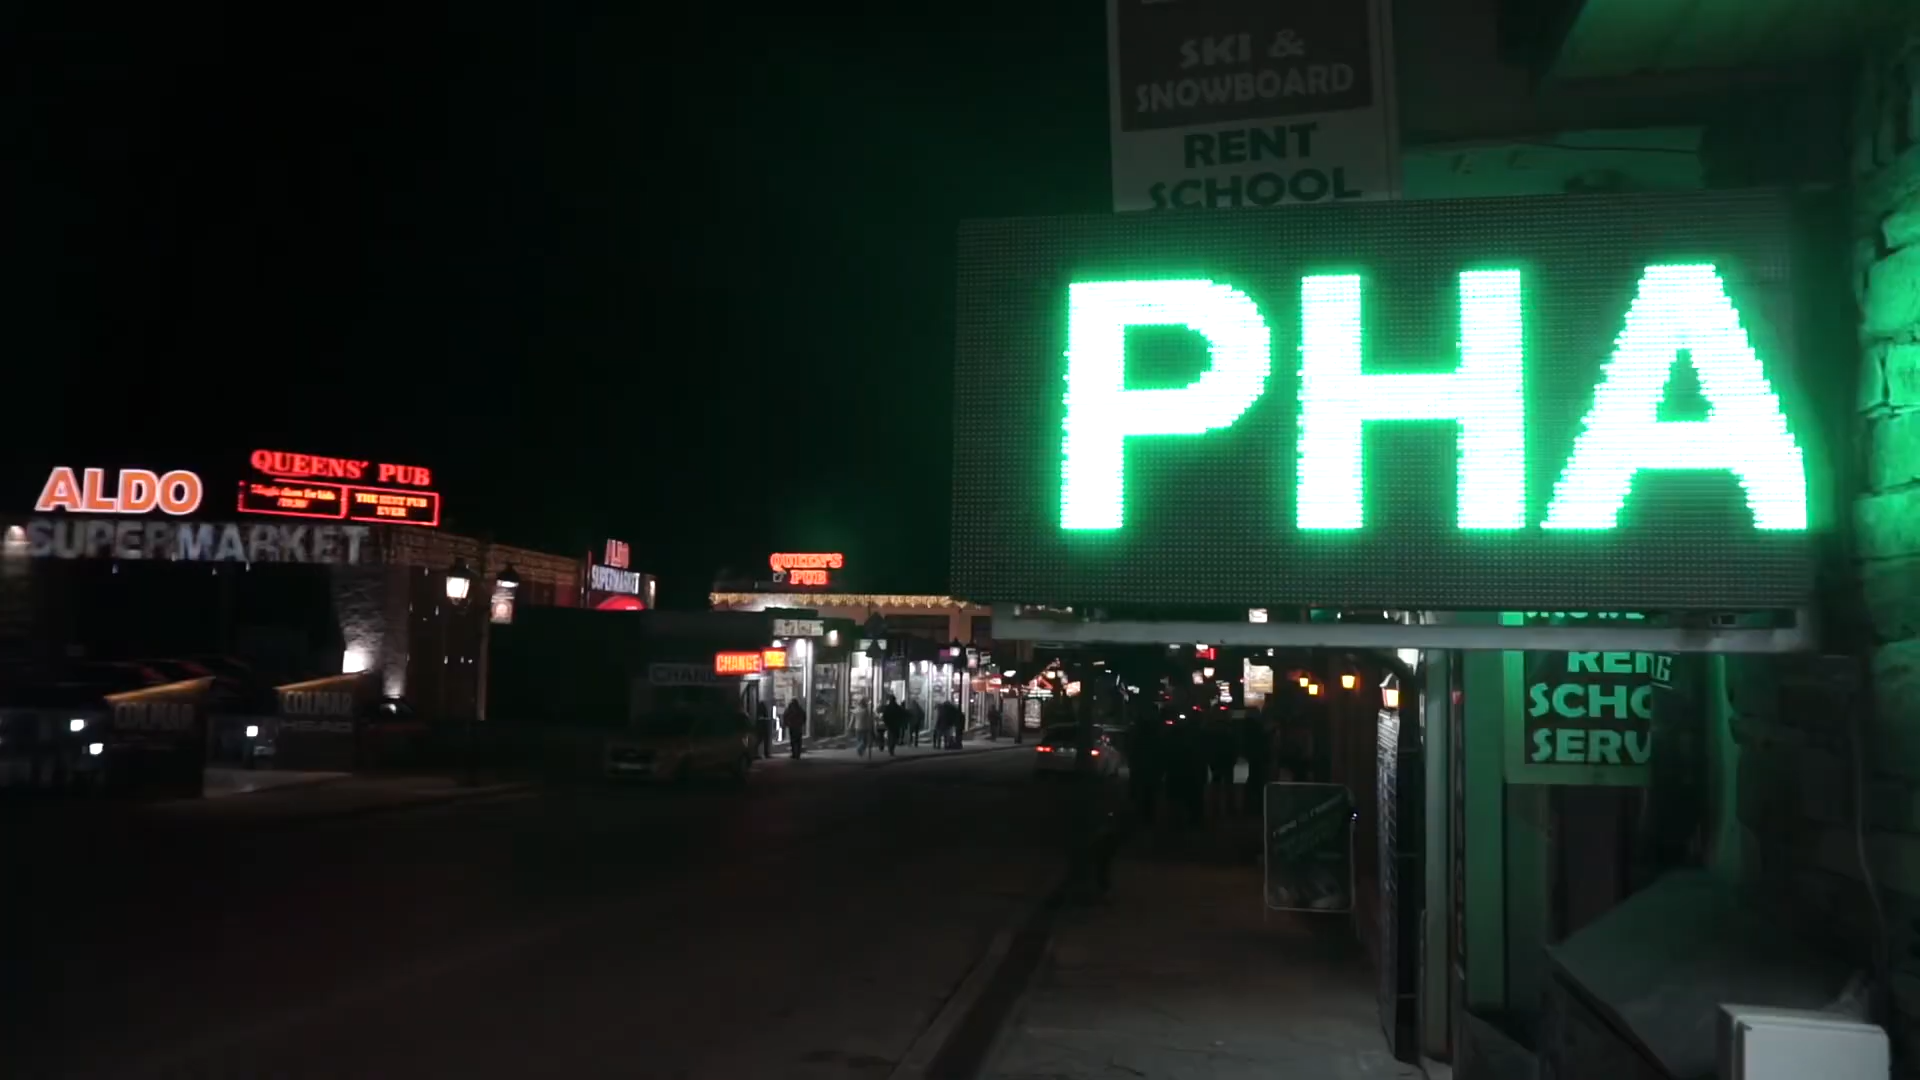 SKI &
SNOWBOARD
RENT
SCHOOL
PHA
ALDO
SUPERMARKET
QUEENS' PUB
THE BEST PUB
EVER
ALDO
SUPERMARKET
QUEEN'S
PUB
CHANGE
COLMAR
COLMAR
HEAD
SCHO
SERV